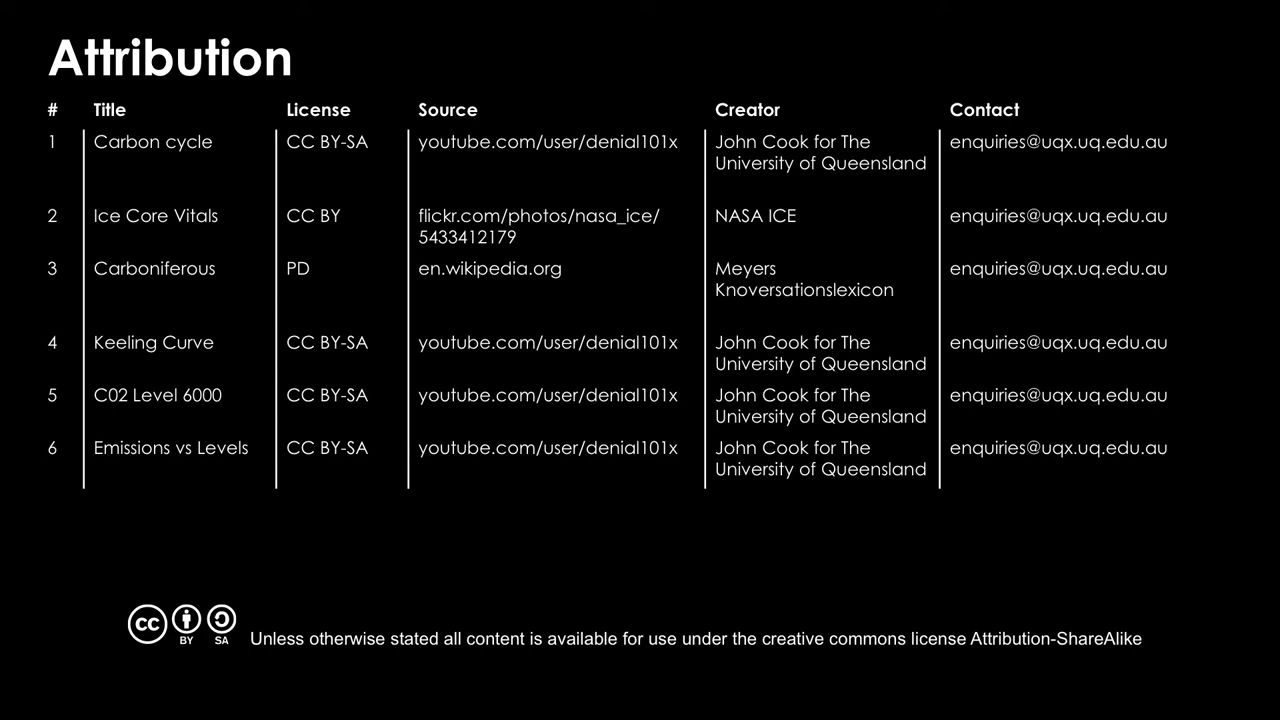 Attribution
# Title License Source Creator Contact
1 Carbon cycle CC BY-SA youtube.com/user/denial101x John Cook for The enquiries@uqx.uq.edu.au
University of Queensland
2 Ice Core Vitals CC BY flickr.com/photos/nasa_ice/ NASA ICE enquiries@uqx.uq.edu.au
5433412179
3 Carboniferous PD en.wikipedia.org Meyers enquiries@uqx.uq.edu.au
Knoversationslexicon
4 Keeling Curve CC BY-SA youtube.com/user/denial101x John Cook for The enquiries@uqx.uq.edu.au
University of Queensland
5 C02 Level 6000 CC BY-SA youtube.com/user/denial101x John Cook for The enquiries@uqx.uq.edu.au
University of Queensland
6 Emissions vs Levels CC BY-SA youtube.com/user/denial101x John Cook for The enquiries@uqx.uq.edu.au
University of Queensland
cc BY SA Unless otherwise stated all content is available for use under the creative commons license Attribution-ShareAlike